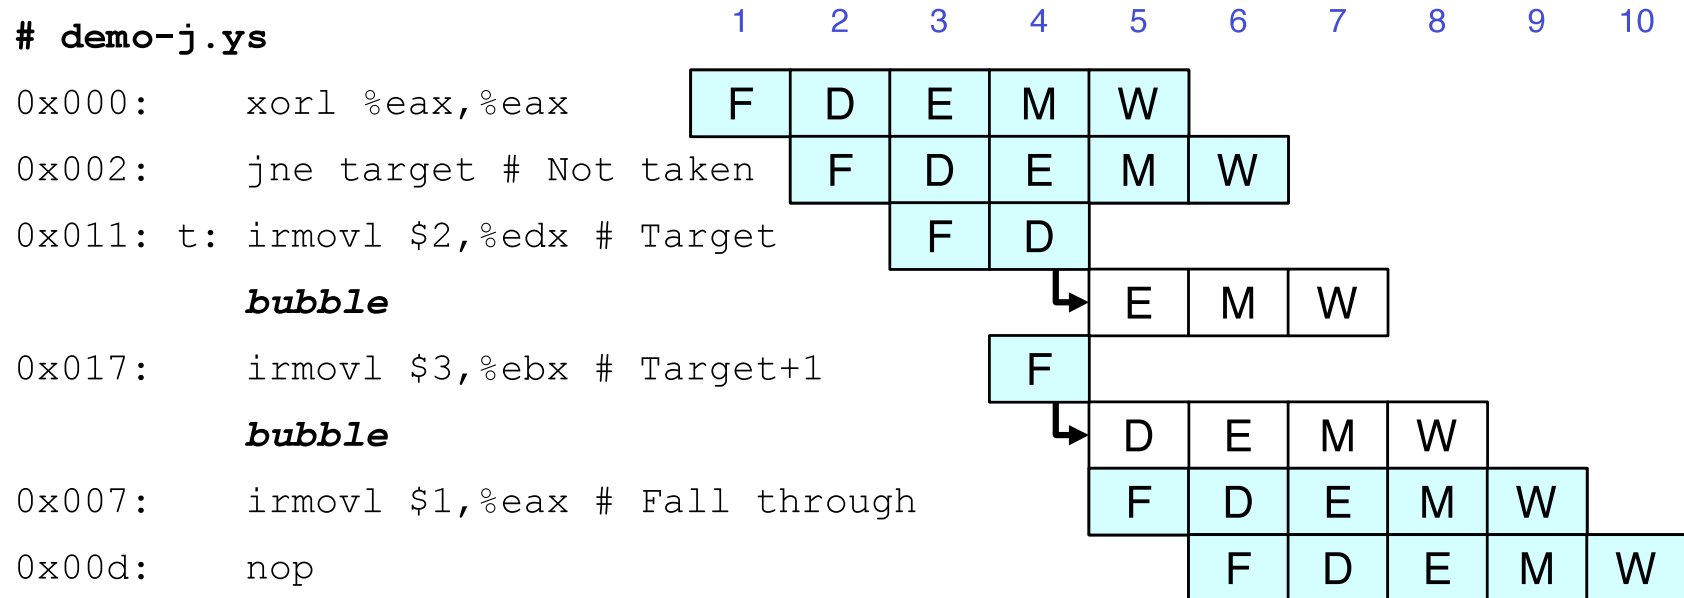 1 2 3 4 5 6 7 8 9 10
# demo-j.ys
0x000: xorl %eax,%eax F D E M W
0x002: jne target # Not taken F D E M W
0x011: t: irmovl $2,%edx # Target F D
bubble E M W
0x017: irmovl $3,%ebx # Target+1 F
bubble D E M W
0x007: irmovl $1,%eax # Fall through F D E M W
0x00d: nop F D E M W